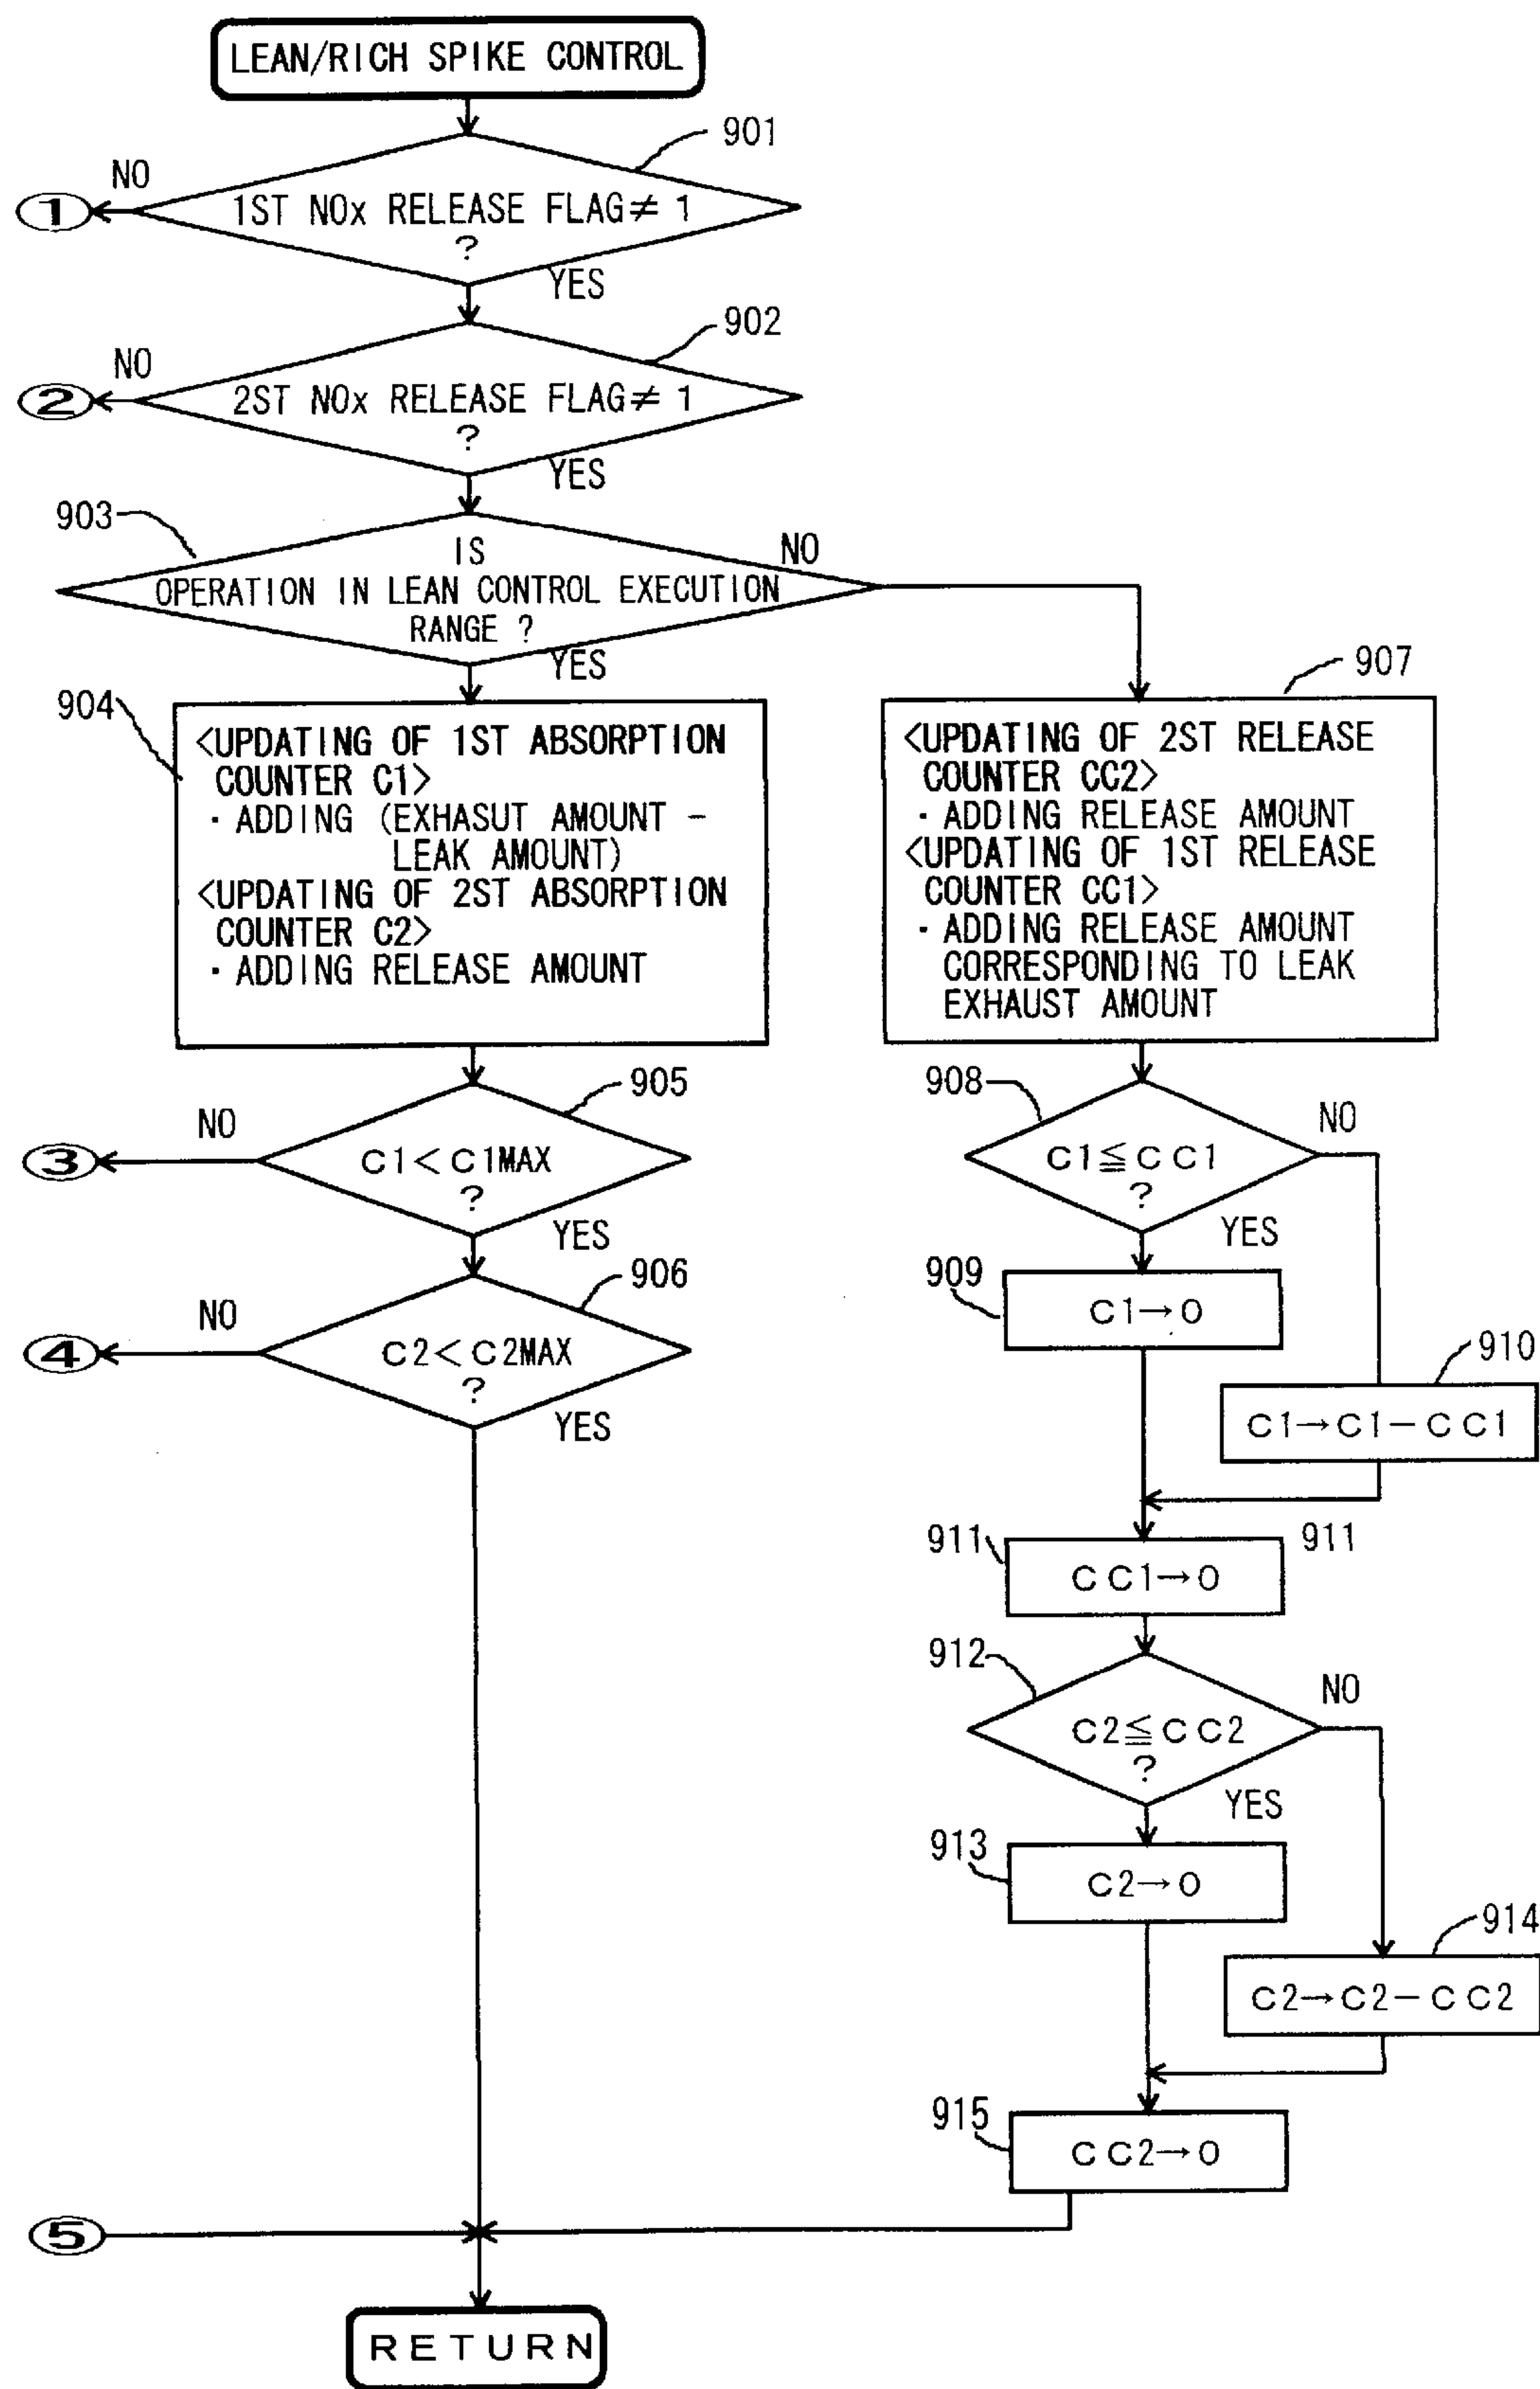 LEAN/RICH SPIKE CONTROL
901
NO
①
1ST NOx RELEASE FLAG≠ 1
?
YES
902
NO
②
2ST NOx RELEASE FLAG≠ 1
?
YES
903
IS
OPERATION IN LEAN CONTROL EXECUTION
RANGE ?
NO
YES
904
<UPDATING OF 1ST ABSORPTION
COUNTER C1>
・ADDING (EXHASUT AMOUNT −
LEAK AMOUNT)
<UPDATING OF 2ST ABSORPTION
COUNTER C2>
・ADDING RELEASE AMOUNT
905
NO
③
C1<C1MAX
?
YES
906
NO
④
C2<C2MAX
?
YES
907
<UPDATING OF 2ST RELEASE
COUNTER CC2>
・ADDING RELEASE AMOUNT
<UPDATING OF 1ST RELEASE
COUNTER CC1>
・ADDING RELEASE AMOUNT
CORRESPONDING TO LEAK
EXHAUST AMOUNT
908
NO
C1≦CC1
?
YES
909
C1→0
910
C1→C1−CC1
911
911
CC1→0
912
NO
C2≦CC2
?
YES
913
C2→0
914
C2→C2−CC2
915
CC2→0
⑤
RETURN